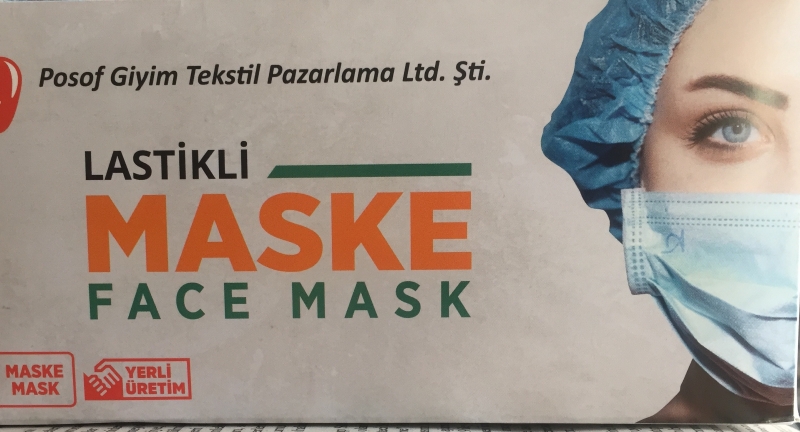 Posof Giyim Tekstil Pazarlama Ltd. Şti.
LASTİKLİ
MASKE
FACE MASK
MASKE
MASK
YERLİ
ÜRETİM